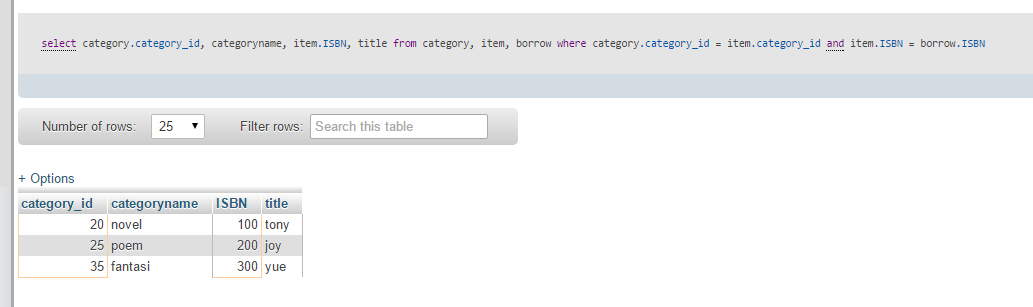 select category.category_id, categoryname, item.ISBN, title from category, item, borrow where category.category_id = item.category_id and item.ISBN = borrow.ISBN
Number of rows: 25 Filter rows: Search this table
+ Options
category_id categoryname ISBN title
20 novel 100 tony
25 poem 200 joy
35 fantasi 300 yue